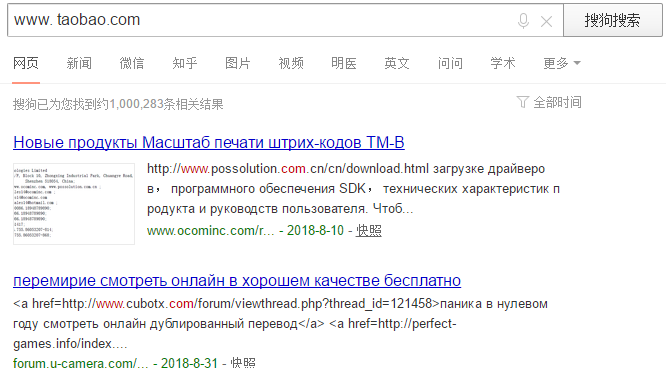 www. taobao.com
搜狗搜索
网页 新闻 微信 知乎 图片 视频 明医 英文 问问 学术 更多
搜狗已为您找到约1,000,283条相关结果
全部时间
Новые продукты Масштаб печати штрих-кодов TM-B
http://www.possolution.com.cn/cn/download.html загрузке драйверо
в， программного обеспечения SDK， технических характеристик п
родукта и руководств пользователя. Чтоб...
www.ocominc.com/r... - 2018-8-10 - 快照
перемирие смотреть онлайн в хорошем качестве бесплатно
<a href=http://www.cubotx.com/forum/viewthread.php?thread_id=121458>паника в нулевом
году смотреть онлайн дублированный перевод</a> <a href=http://perfect-
games.info/index....
forum.u-camera.com/... - 2018-8-31 - 快照